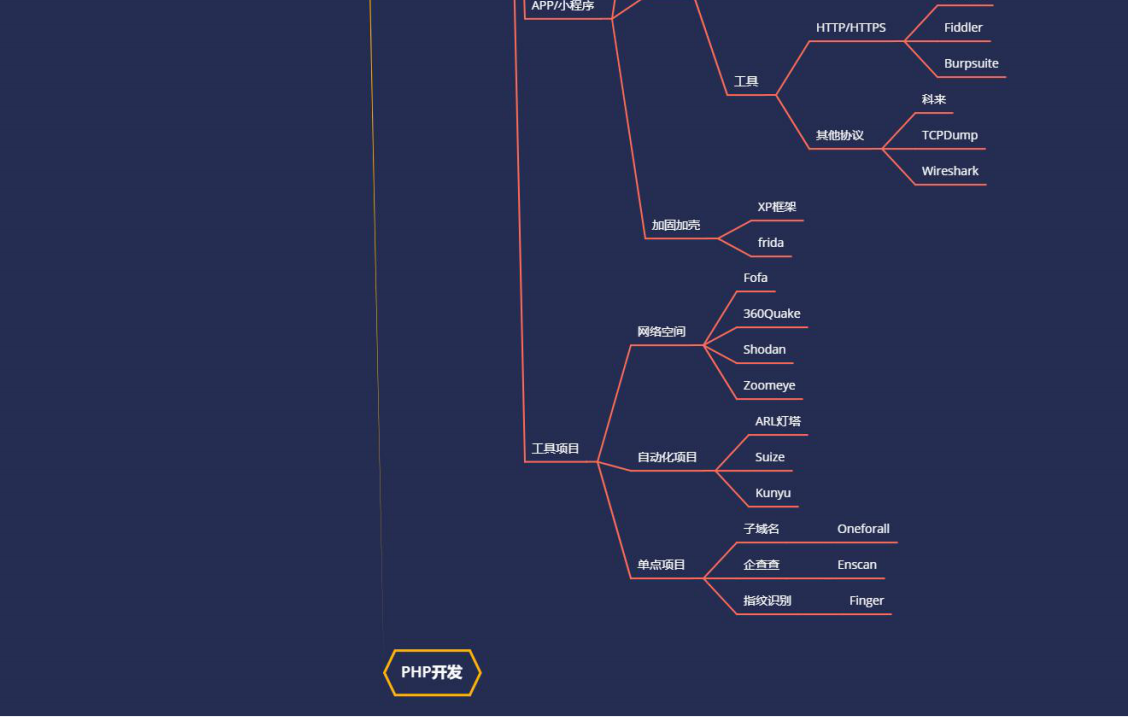 APP/小程序
工具
HTTP/HTTPS
Fiddler
Burpsuite
其他协议
科来
TCPDump
Wireshark
加固加壳
XP框架
frida
工具项目
网络空间
Fofa
360Quake
Shodan
Zoomeye
自动化项目
ARL灯塔
Suize
Kunyu
单点项目
子域名 Oneforall
企查查 Enscan
指纹识别 Finger
PHP开发